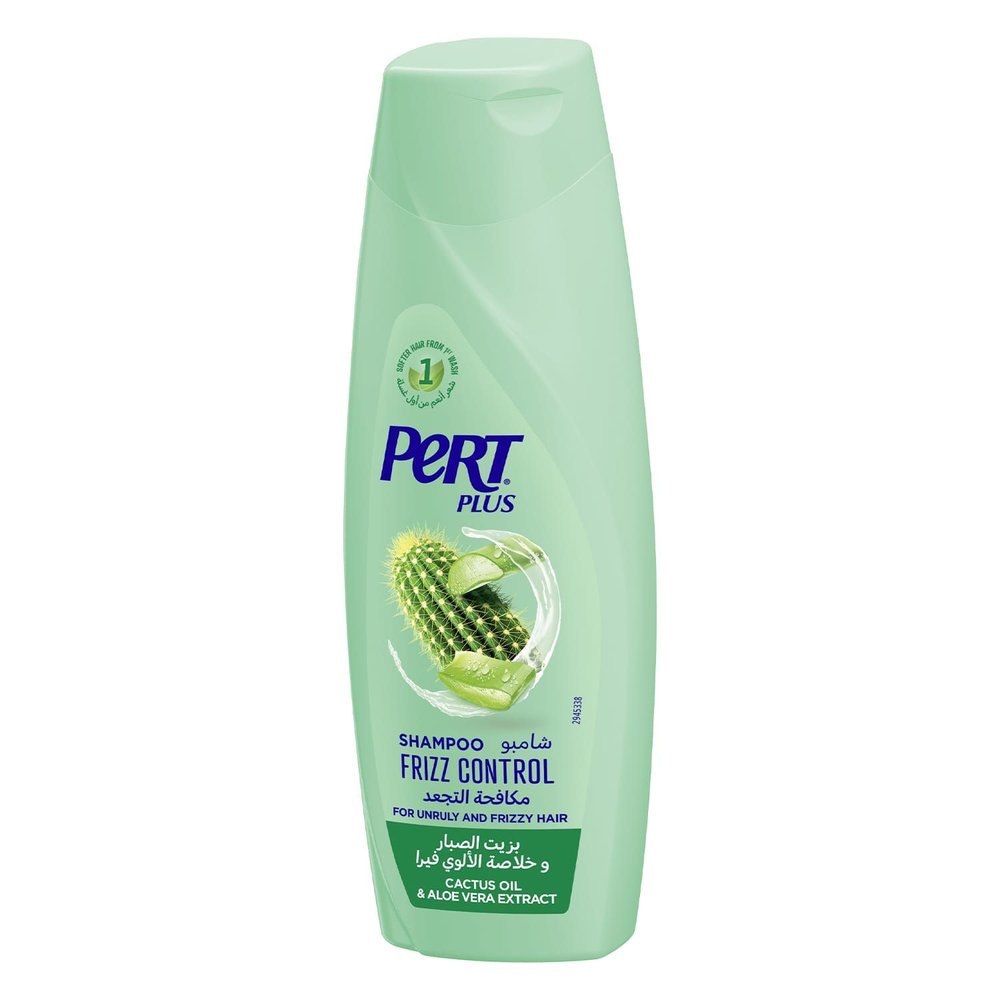 SOFTER HAIR FROM 1ST WASH
1
شعر أنعم من أول غسلة
PERT®
PLUS
2945338
SHAMPOO شامبو
FRIZZ CONTROL
مكافحة التجعد
FOR UNRULY AND FRIZZY HAIR
بزيت الصبار
و خلاصة الألوي فيرا
CACTUS OIL
& ALOE VERA EXTRACT